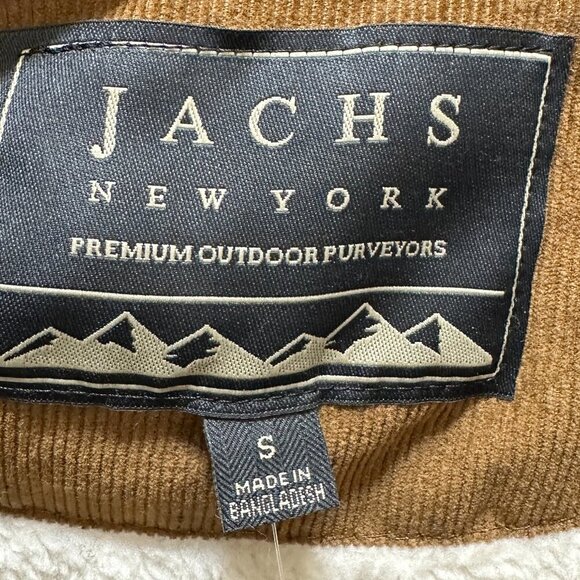 JACHS
NEW YORK
PREMIUM OUTDOOR PURVEYORS
S
MADE IN
BANGLADESH